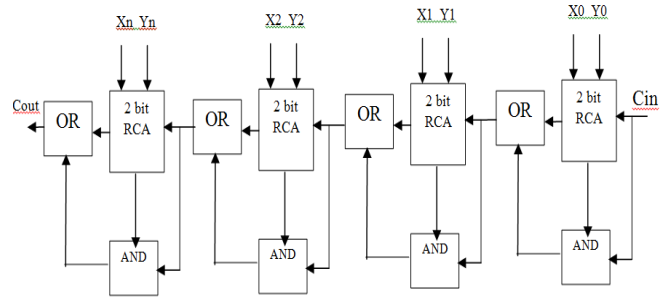 Xn Yn
X2 Y2
X1 Y1
X0 Y0
Cout
OR
2 bit
RCA
OR
2 bit
RCA
OR
2 bit
RCA
OR
2 bit
RCA
Cin
AND
AND
AND
AND